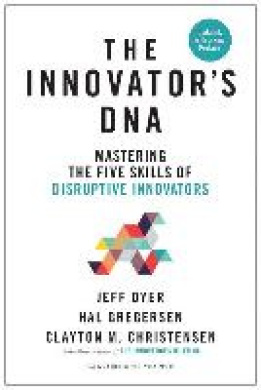 THE
INNOVATOR'S
DNA
MASTERING
THE FIVE SKILLS OF
DISRUPTIVE INNOVATORS
JEFF DYER
HAL GREGERSEN
CLAYTON M. CHRISTENSEN